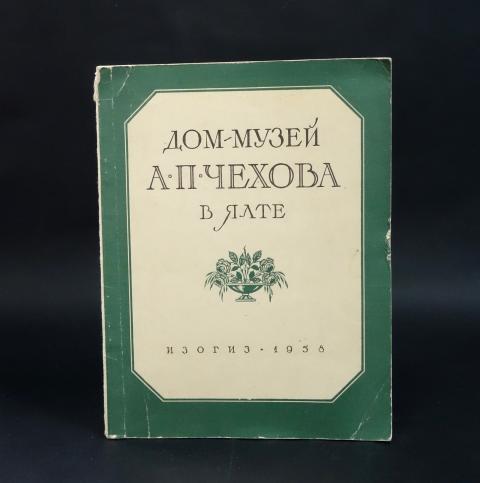 ДОМ-МУЗЕЙ
А•П•ЧЕХОВА
В ЯЛТЕ
ИЗОГИЗ • 1958